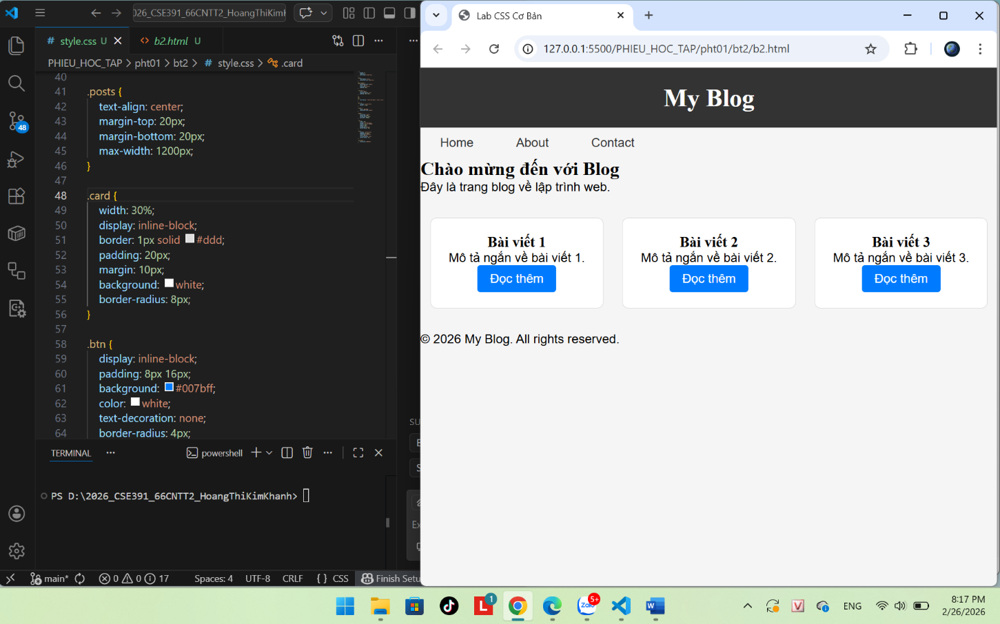 2026_CSE391_66CNTT2_HoangThiKimKh
# style.css U
<> b2.html U
PHIEU_HOC_TAP > pht01 > bt2 > # style.css > .card
40
41 .posts {
42 text-align: center;
43 margin-top: 20px;
44 margin-bottom: 20px;
45 max-width: 1200px;
46 }
47
48 .card {
49 width: 30%;
50 display: inline-block;
51 border: 1px solid #ddd;
52 padding: 20px;
53 margin: 10px;
54 background: white;
55 border-radius: 8px;
56 }
57
58 .btn {
59 display: inline-block;
60 padding: 8px 16px;
61 background: #007bff;
62 color: white;
63 text-decoration: none;
64 border-radius: 4px;
48
TERMINAL
powershell
PS D:\2026_CSE391_66CNTT2_HoangThiKimKhanh>
main* 0 0 17 Spaces: 4 UTF-8 CRLF { } CSS Finish Setu
SU
Ex
Lab CSS Cơ Bản
127.0.0.1:5500/PHIEU_HOC_TAP/pht01/bt2/b2.html
My Blog
Home About Contact
Chào mừng đến với Blog
Đây là trang blog về lập trình web.
Bài viết 1
Mô tả ngắn về bài viết 1.
Đọc thêm
Bài viết 2
Mô tả ngắn về bài viết 2.
Đọc thêm
Bài viết 3
Mô tả ngắn về bài viết 3.
Đọc thêm
© 2026 My Blog. All rights reserved.
L 1
Zalo 5+
W
V
ENG
8:17 PM
2/26/2026